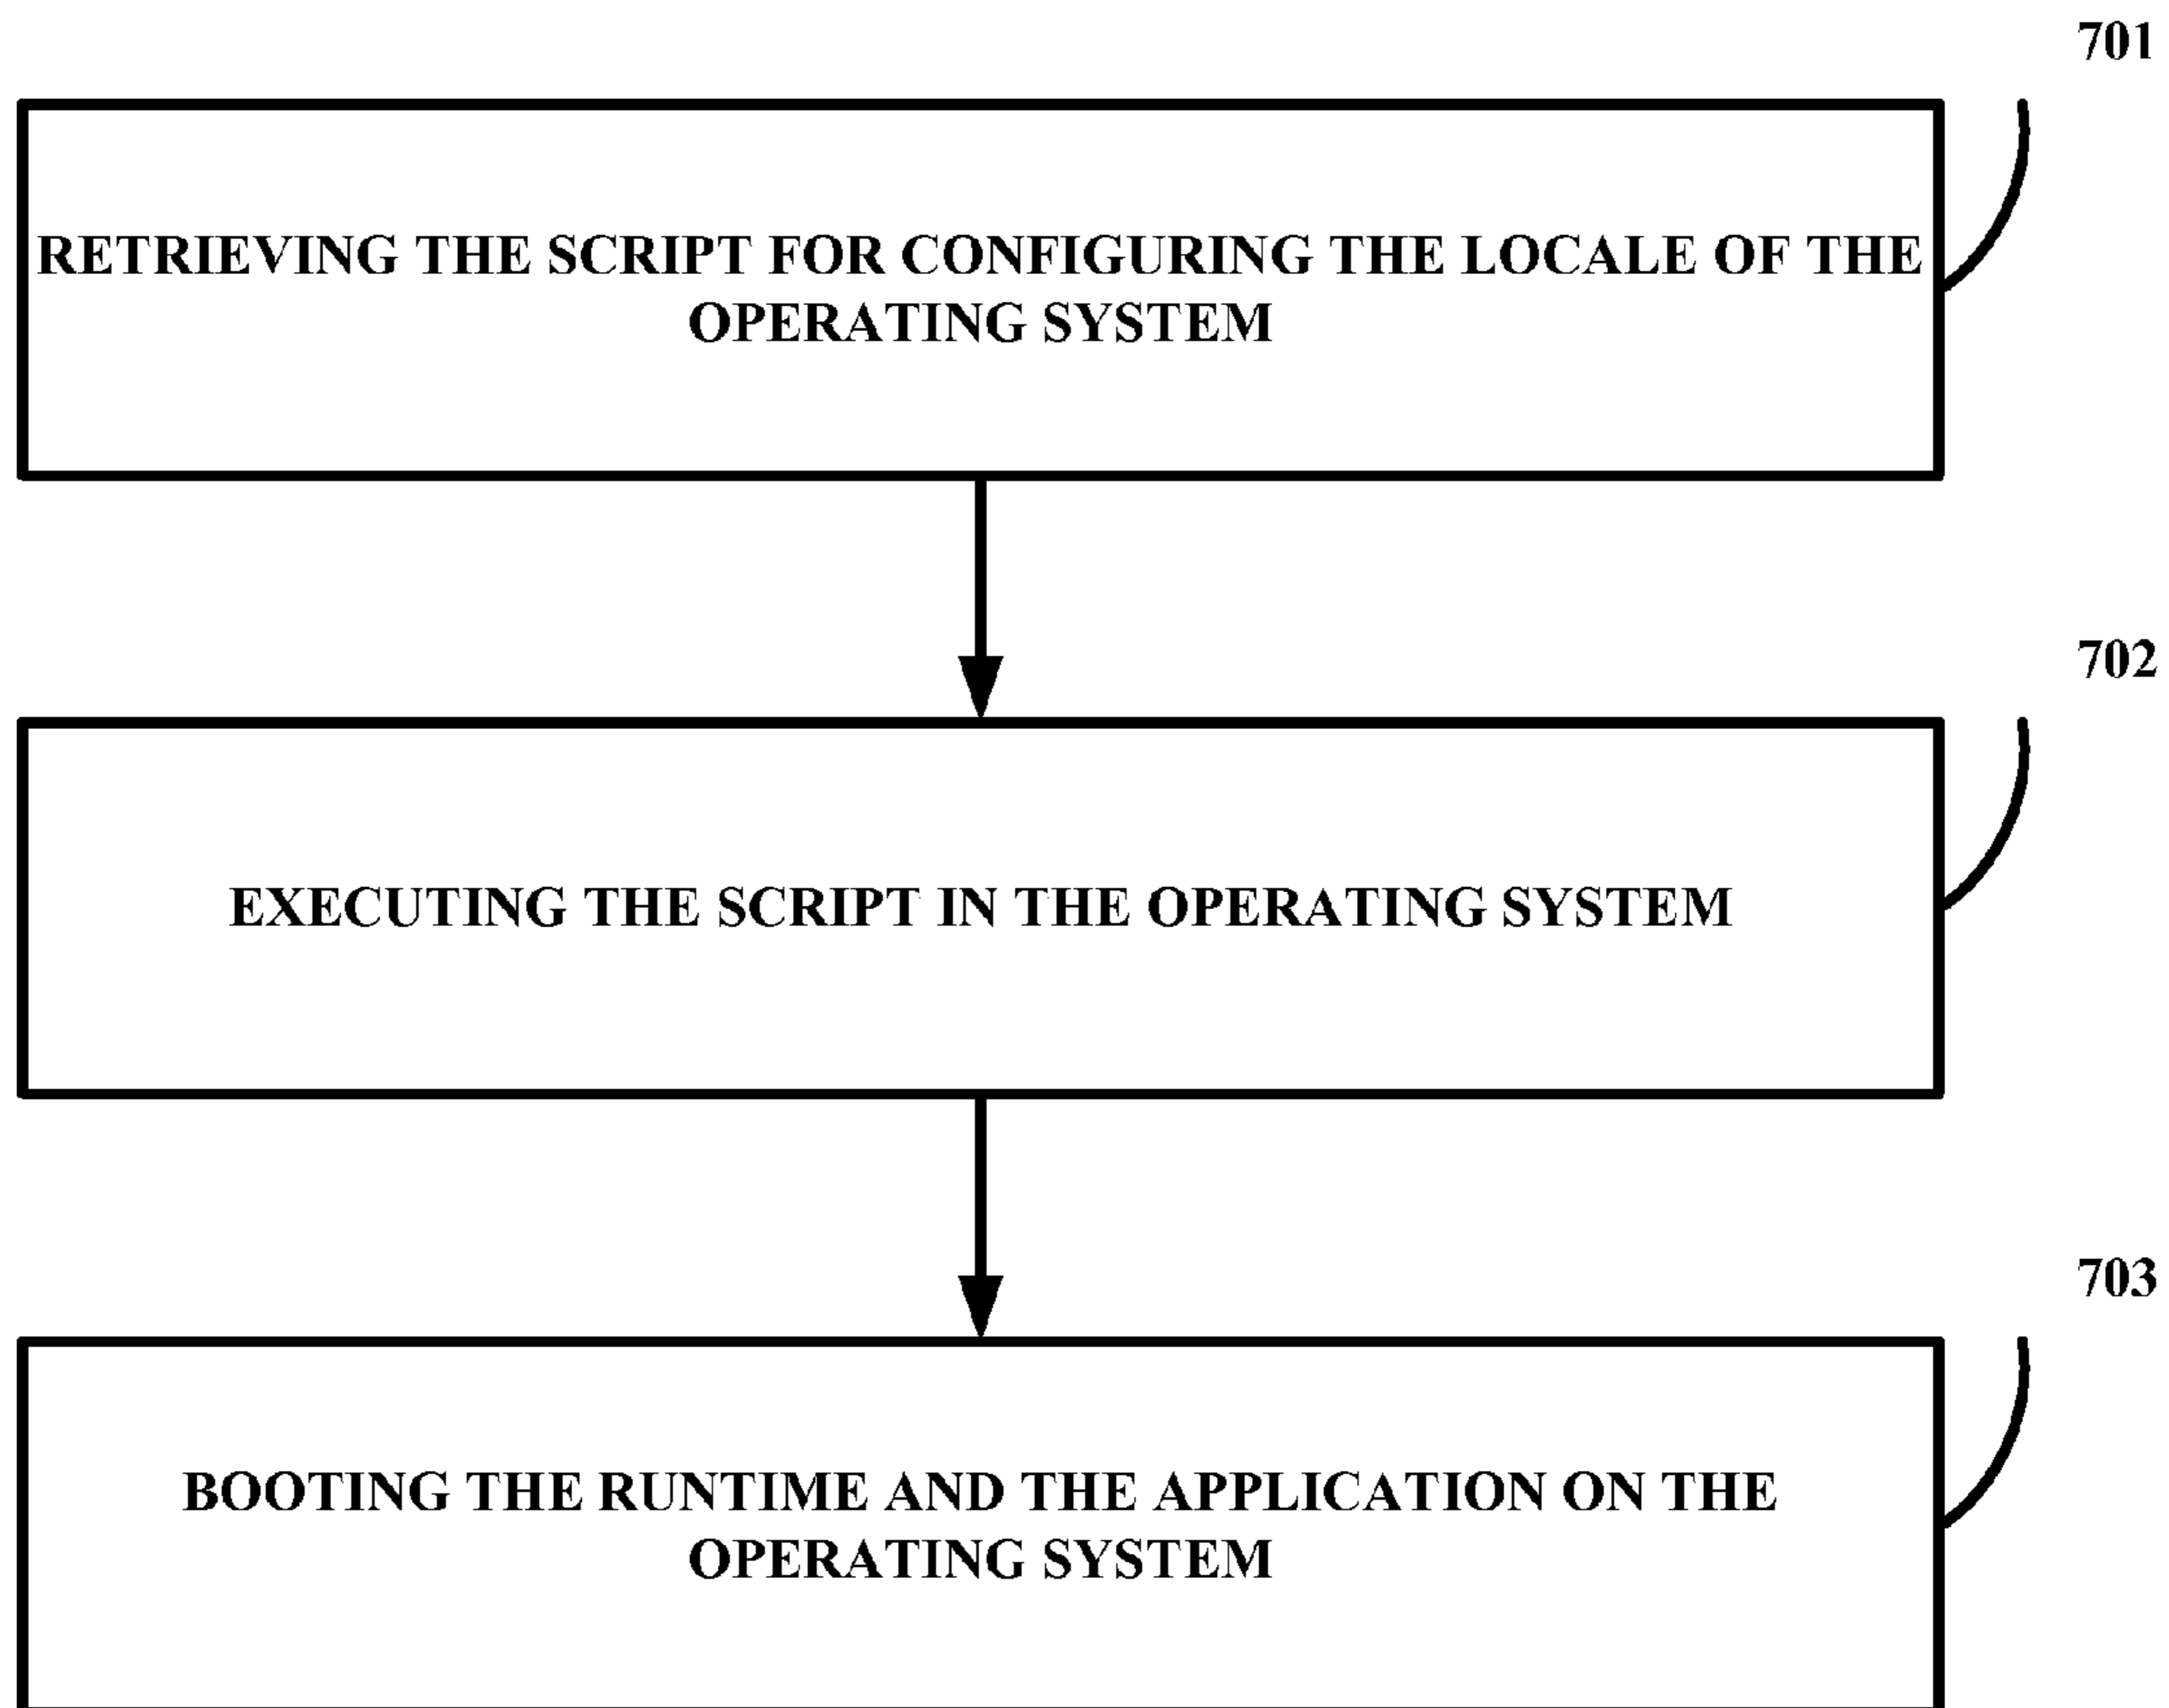 701
RETRIEVING THE SCRIPT FOR CONFIGURING THE LOCALE OF THE
OPERATING SYSTEM
702
EXECUTING THE SCRIPT IN THE OPERATING SYSTEM
703
BOOTING THE RUNTIME AND THE APPLICATION ON THE
OPERATING SYSTEM